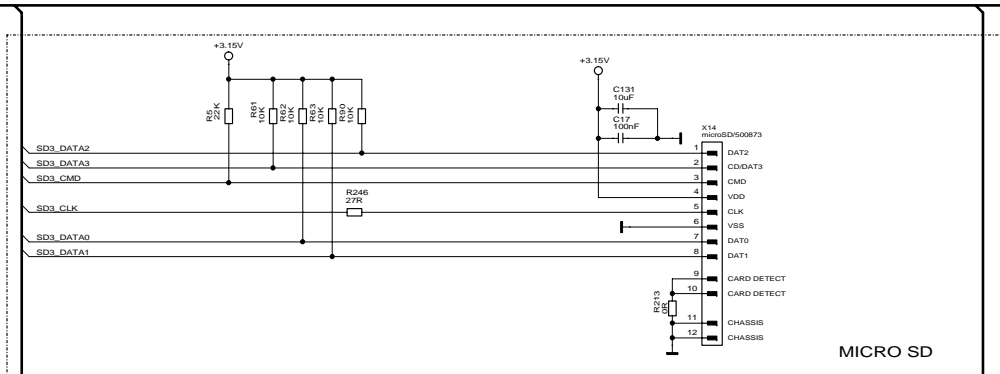 +3.15V
+3.15V
R5
22K
R61
10K
R62
10K
R63
10K
R90
10K
C131
10uF
C17
100nF
X14
microSD/500873
SD3_DATA2
1
DAT2
SD3_DATA3
2
CD/DAT3
SD3_CMD
3
CMD
4
VDD
R246
27R
SD3_CLK
5
CLK
6
VSS
SD3_DATA0
7
DAT0
SD3_DATA1
8
DAT1
9
CARD DETECT
10
CARD DETECT
R213
0R
11
CHASSIS
12
CHASSIS
MICRO SD